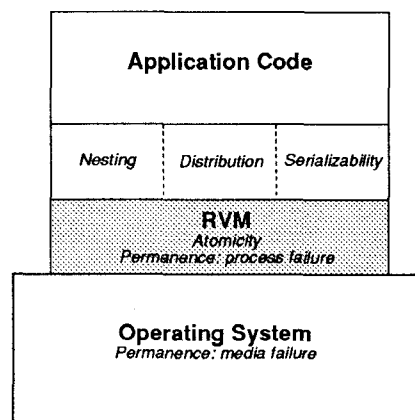 Application Code
Nesting Distribution Serializability
RVM
Atomicity
Permanence: process failure
Operating System
Permanence: media failure